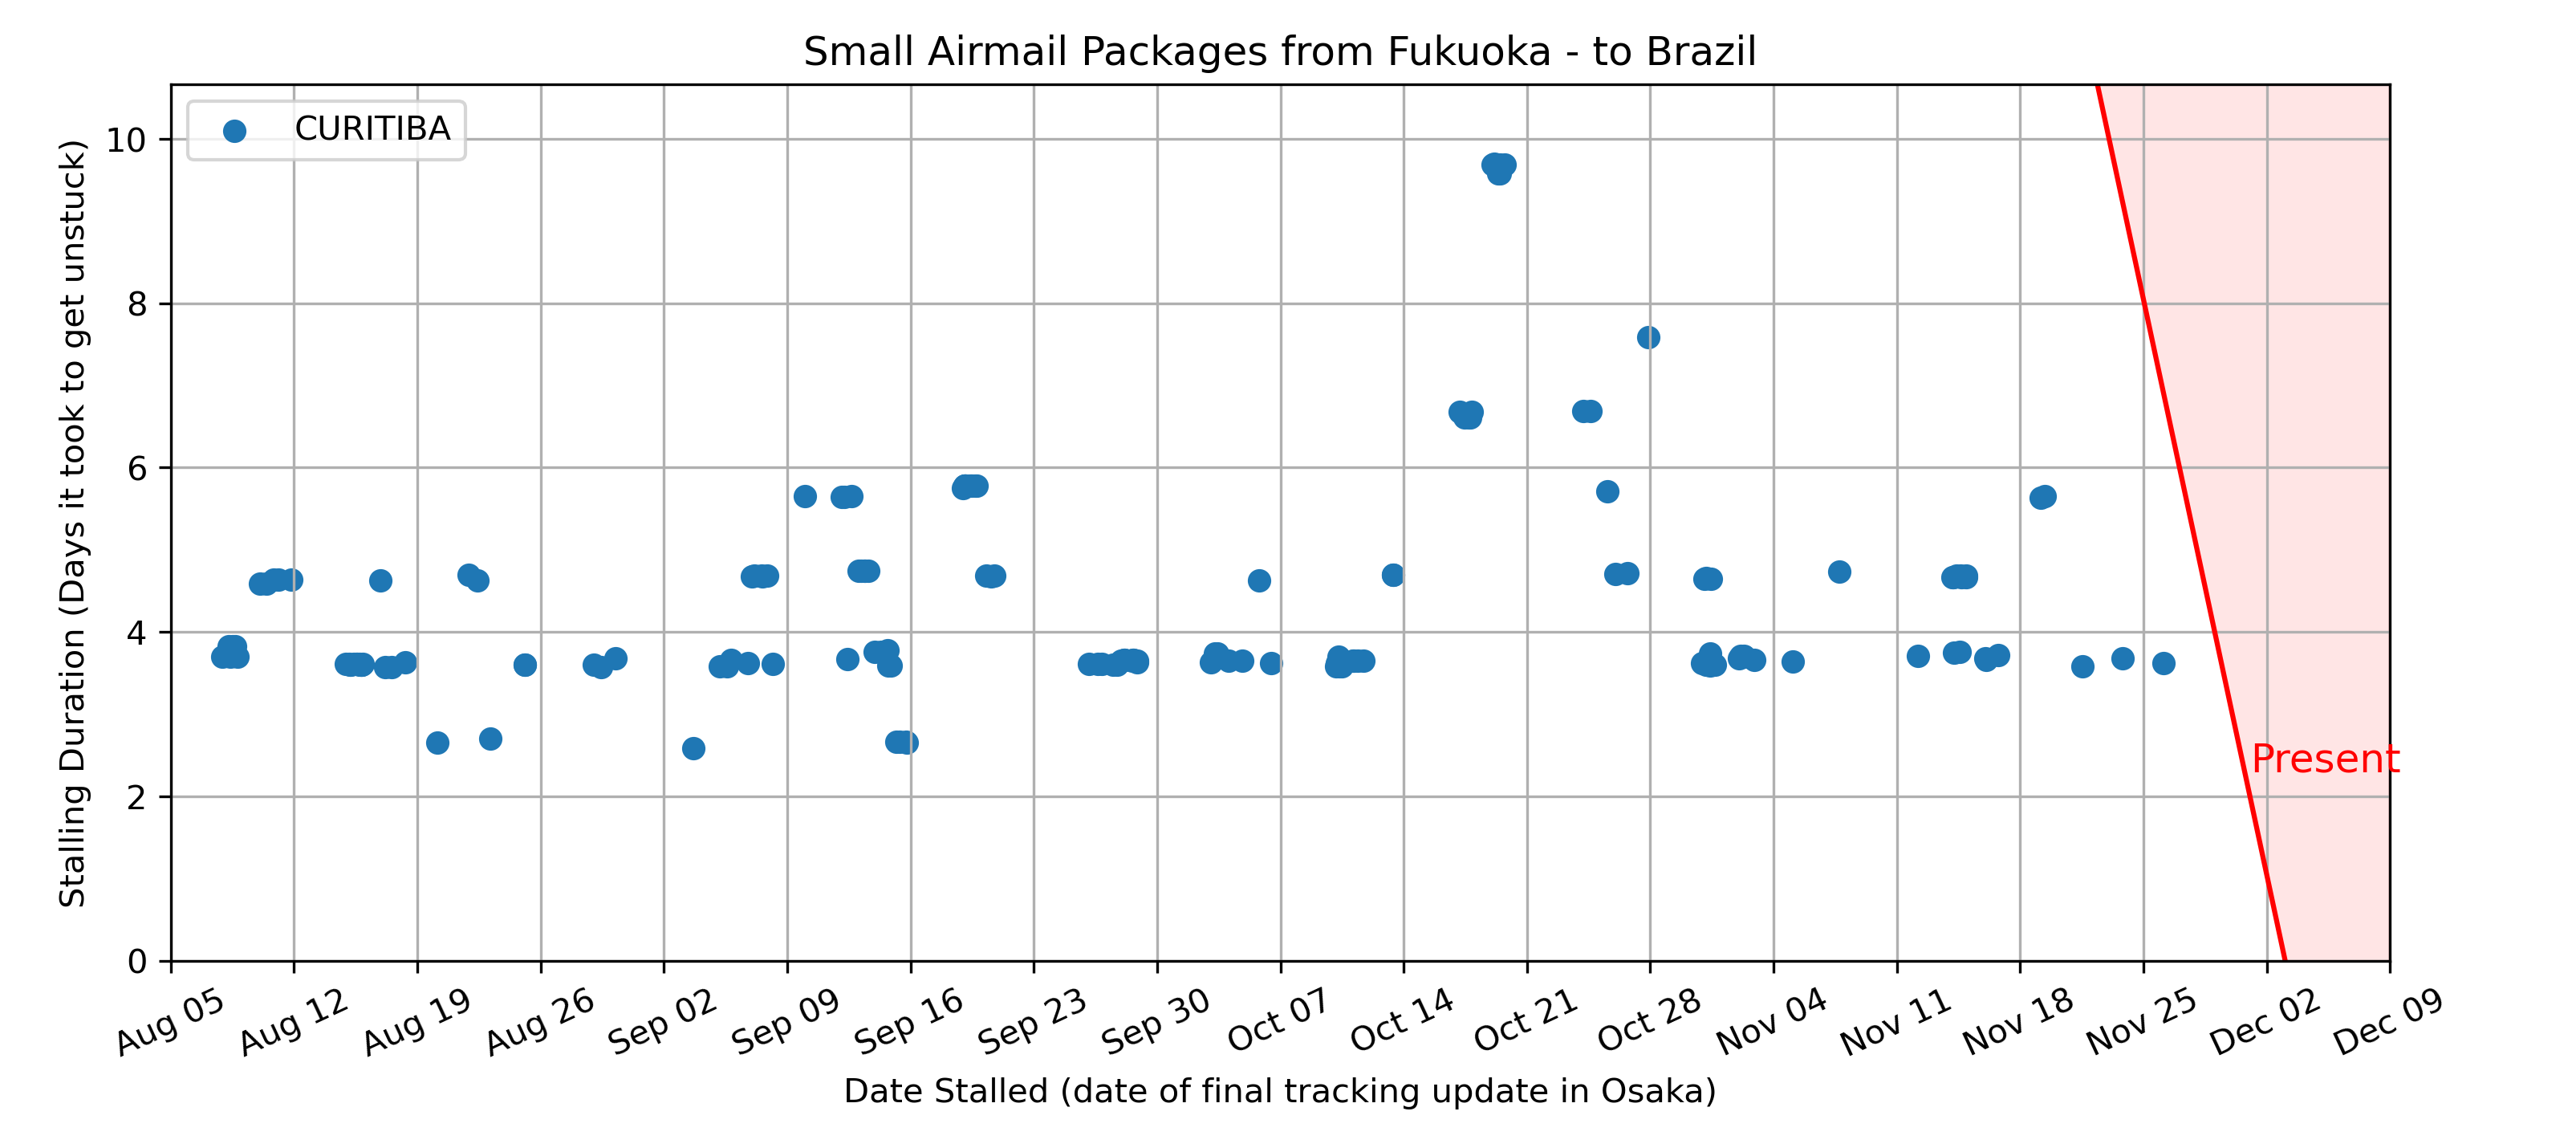 Small Airmail Packages from Fukuoka - to Brazil
CURITIBA
Stalling Duration (Days it took to get unstuck)
10
8
6
4
2
0
Present
Aug 05
Aug 12
Aug 19
Aug 26
Sep 02
Sep 09
Sep 16
Sep 23
Sep 30
Oct 07
Oct 14
Oct 21
Oct 28
Nov 04
Nov 11
Nov 18
Nov 25
Dec 02
Dec 09
Date Stalled (date of final tracking update in Osaka)